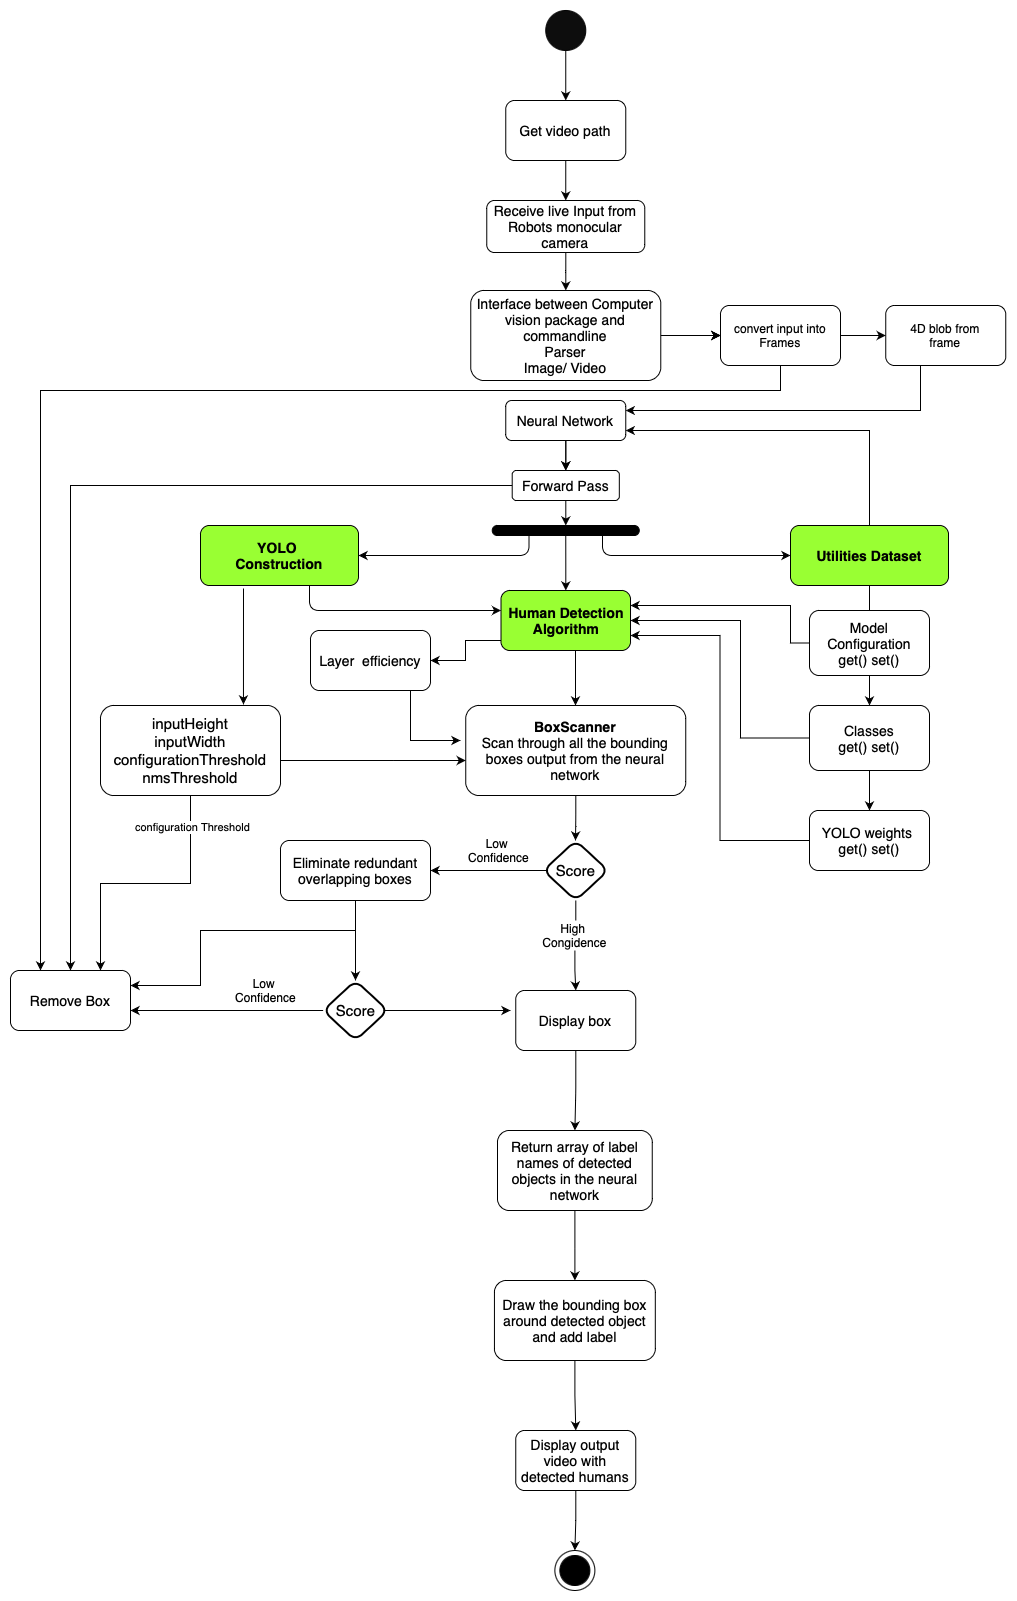 Get video path
Receive live Input from
Robots monocular
camera
Interface between Computer
vision package and
commandline
Parser
Image/ Video
convert input into
Frames
4D blob from
frame
Neural Network
Forward Pass
YOLO
Construction
Utilities Dataset
Human Detection
Algorithm
Layer efficiency
Model
Configuration
get() set()
inputHeight
inputWidth
configurationThreshold
nmsThreshold
BoxScanner
Scan through all the bounding
boxes output from the neural
network
Classes
get() set()
configuration Threshold
YOLO weights
get() set()
Low
Confidence
Eliminate redundant
overlapping boxes
Score
High
Congidence
Low
Confidence
Remove Box
Score
Display box
Return array of label
names of detected
objects in the neural
network
Draw the bounding box
around detected object
and add label
Display output
video with
detected humans